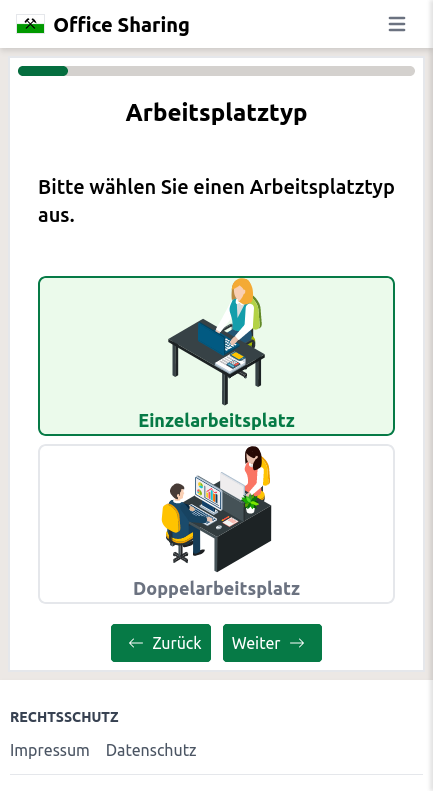 Office Sharing
Arbeitsplatztyp
Bitte wählen Sie einen Arbeitsplatztyp
aus.
Einzelarbeitsplatz
Doppelarbeitsplatz
← Zurück Weiter →
RECHTSSCHUTZ
Impressum Datenschutz